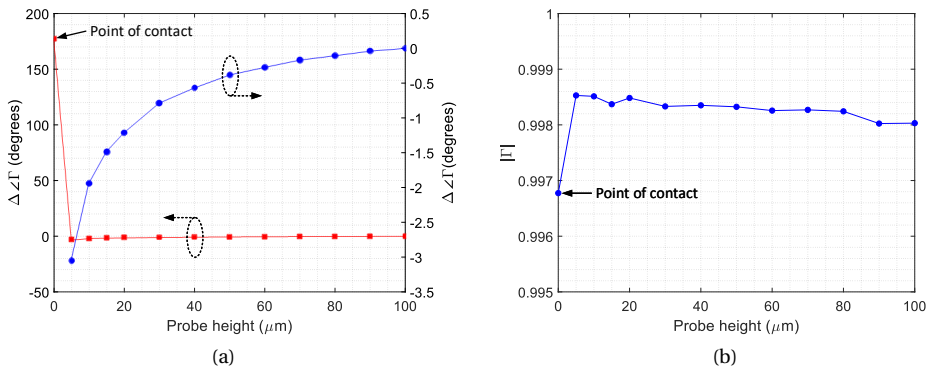 200
150
100
50
0
-50
Δ∠Γ (degrees)
Point of contact
0.5
0
-0.5
-1
-1.5
-2
-2.5
-3
-3.5
Δ∠Γ(degrees)
0 20 40 60 80 100
Probe height (μm)
(a)
1
0.999
0.998
0.997
0.996
0.995
|Γ|
Point of contact
0 20 40 60 80 100
Probe height (μm)
(b)